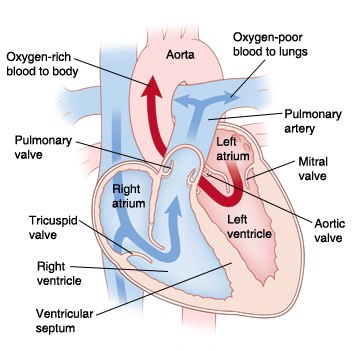 Oxygen-rich
blood to body
Aorta
Oxygen-poor
blood to lungs
Pulmonary
artery
Pulmonary
valve
Left
atrium
Mitral
valve
Right
atrium
Tricuspid
valve
Left
ventricle
Aortic
valve
Right
ventricle
Ventricular
septum